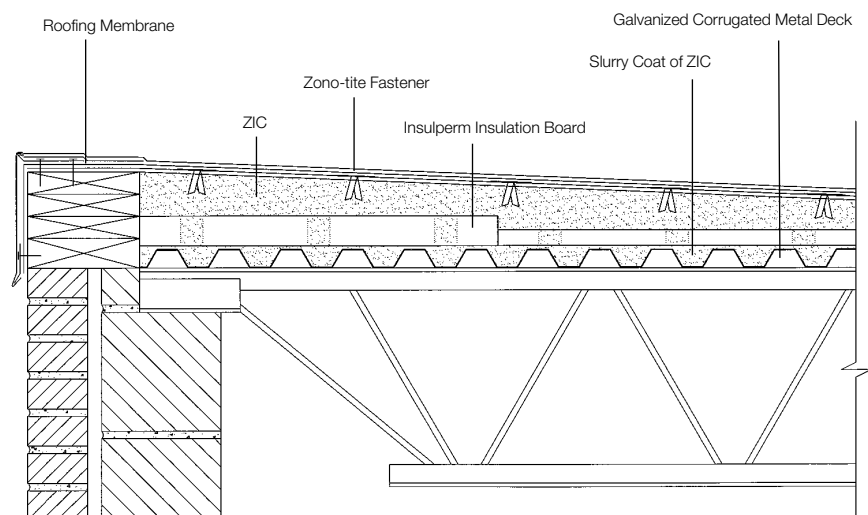 Roofing Membrane
Galvanized Corrugated Metal Deck
Slurry Coat of ZIC
Zono-tite Fastener
ZIC
Insulperm Insulation Board